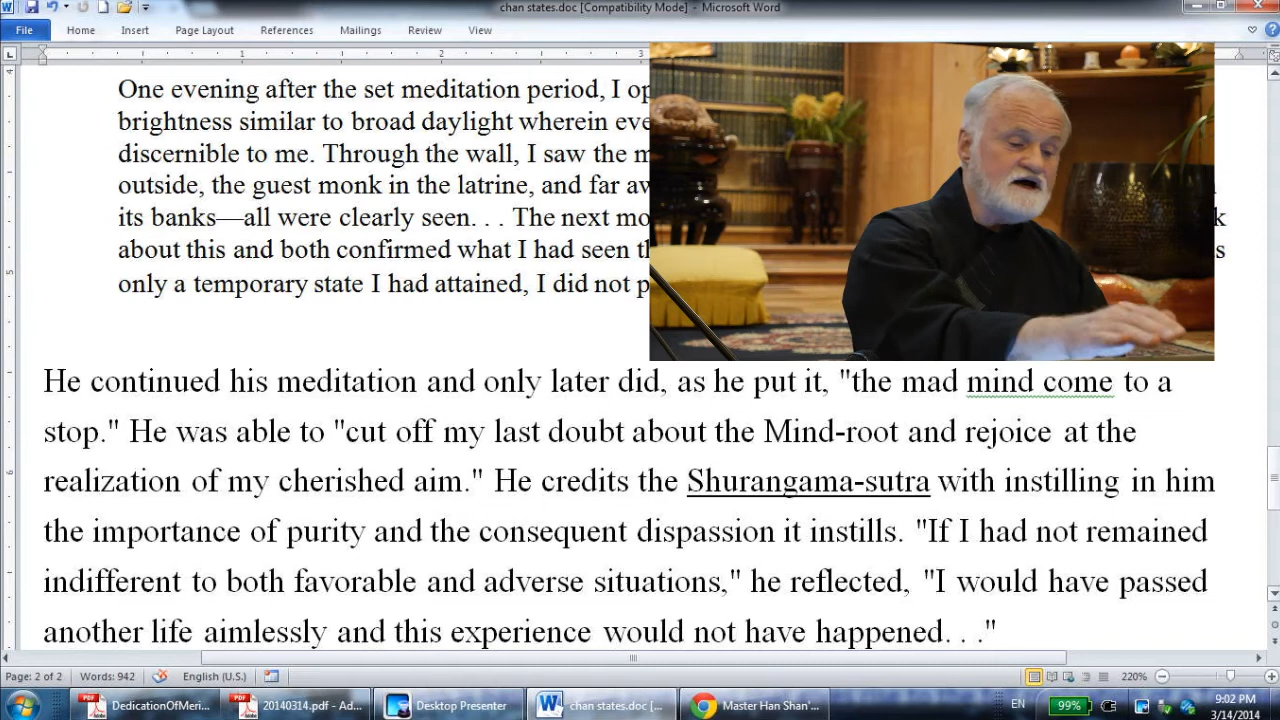 chan states.doc [Compatibility Mode] - Microsoft Word
File Home Insert Page Layout References Mailings Review View
1 2 3
One evening after the set meditation period, I op
brightness similar to broad daylight wherein eve
discernible to me. Through the wall, I saw the m
outside, the guest monk in the latrine, and far aw
its banks—all were clearly seen. . . The next mo k
about this and both confirmed what I had seen th s
only a temporary state I had attained, I did not p
He continued his meditation and only later did, as he put it, "the mad mind come to a
stop." He was able to "cut off my last doubt about the Mind-root and rejoice at the
realization of my cherished aim." He credits the Shurangama-sutra with instilling in him
the importance of purity and the consequent dispassion it instills. "If I had not remained
indifferent to both favorable and adverse situations," he reflected, "I would have passed
another life aimlessly and this experience would not have happened. . ."
Page: 2 of 2 Words: 942 English (U.S.) 220%
DedicationOfMeri... 20140314.pdf - Ad... Desktop Presenter chan states.doc [... Master Han Shan'... EN 99% 9:02 PM
3/14/2014